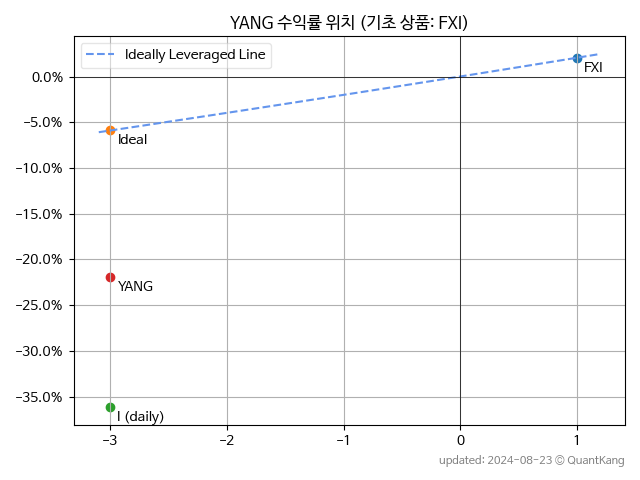 YANG 수익률 위치 (기초 상품: FXI)
Ideally Leveraged Line
0.0%
FXI
-5.0%
Ideal
-10.0%
-15.0%
-20.0%
YANG
-25.0%
-30.0%
-35.0%
I (daily)
-3 -2 -1 0 1
updated: 2024-08-23 © QuantKang